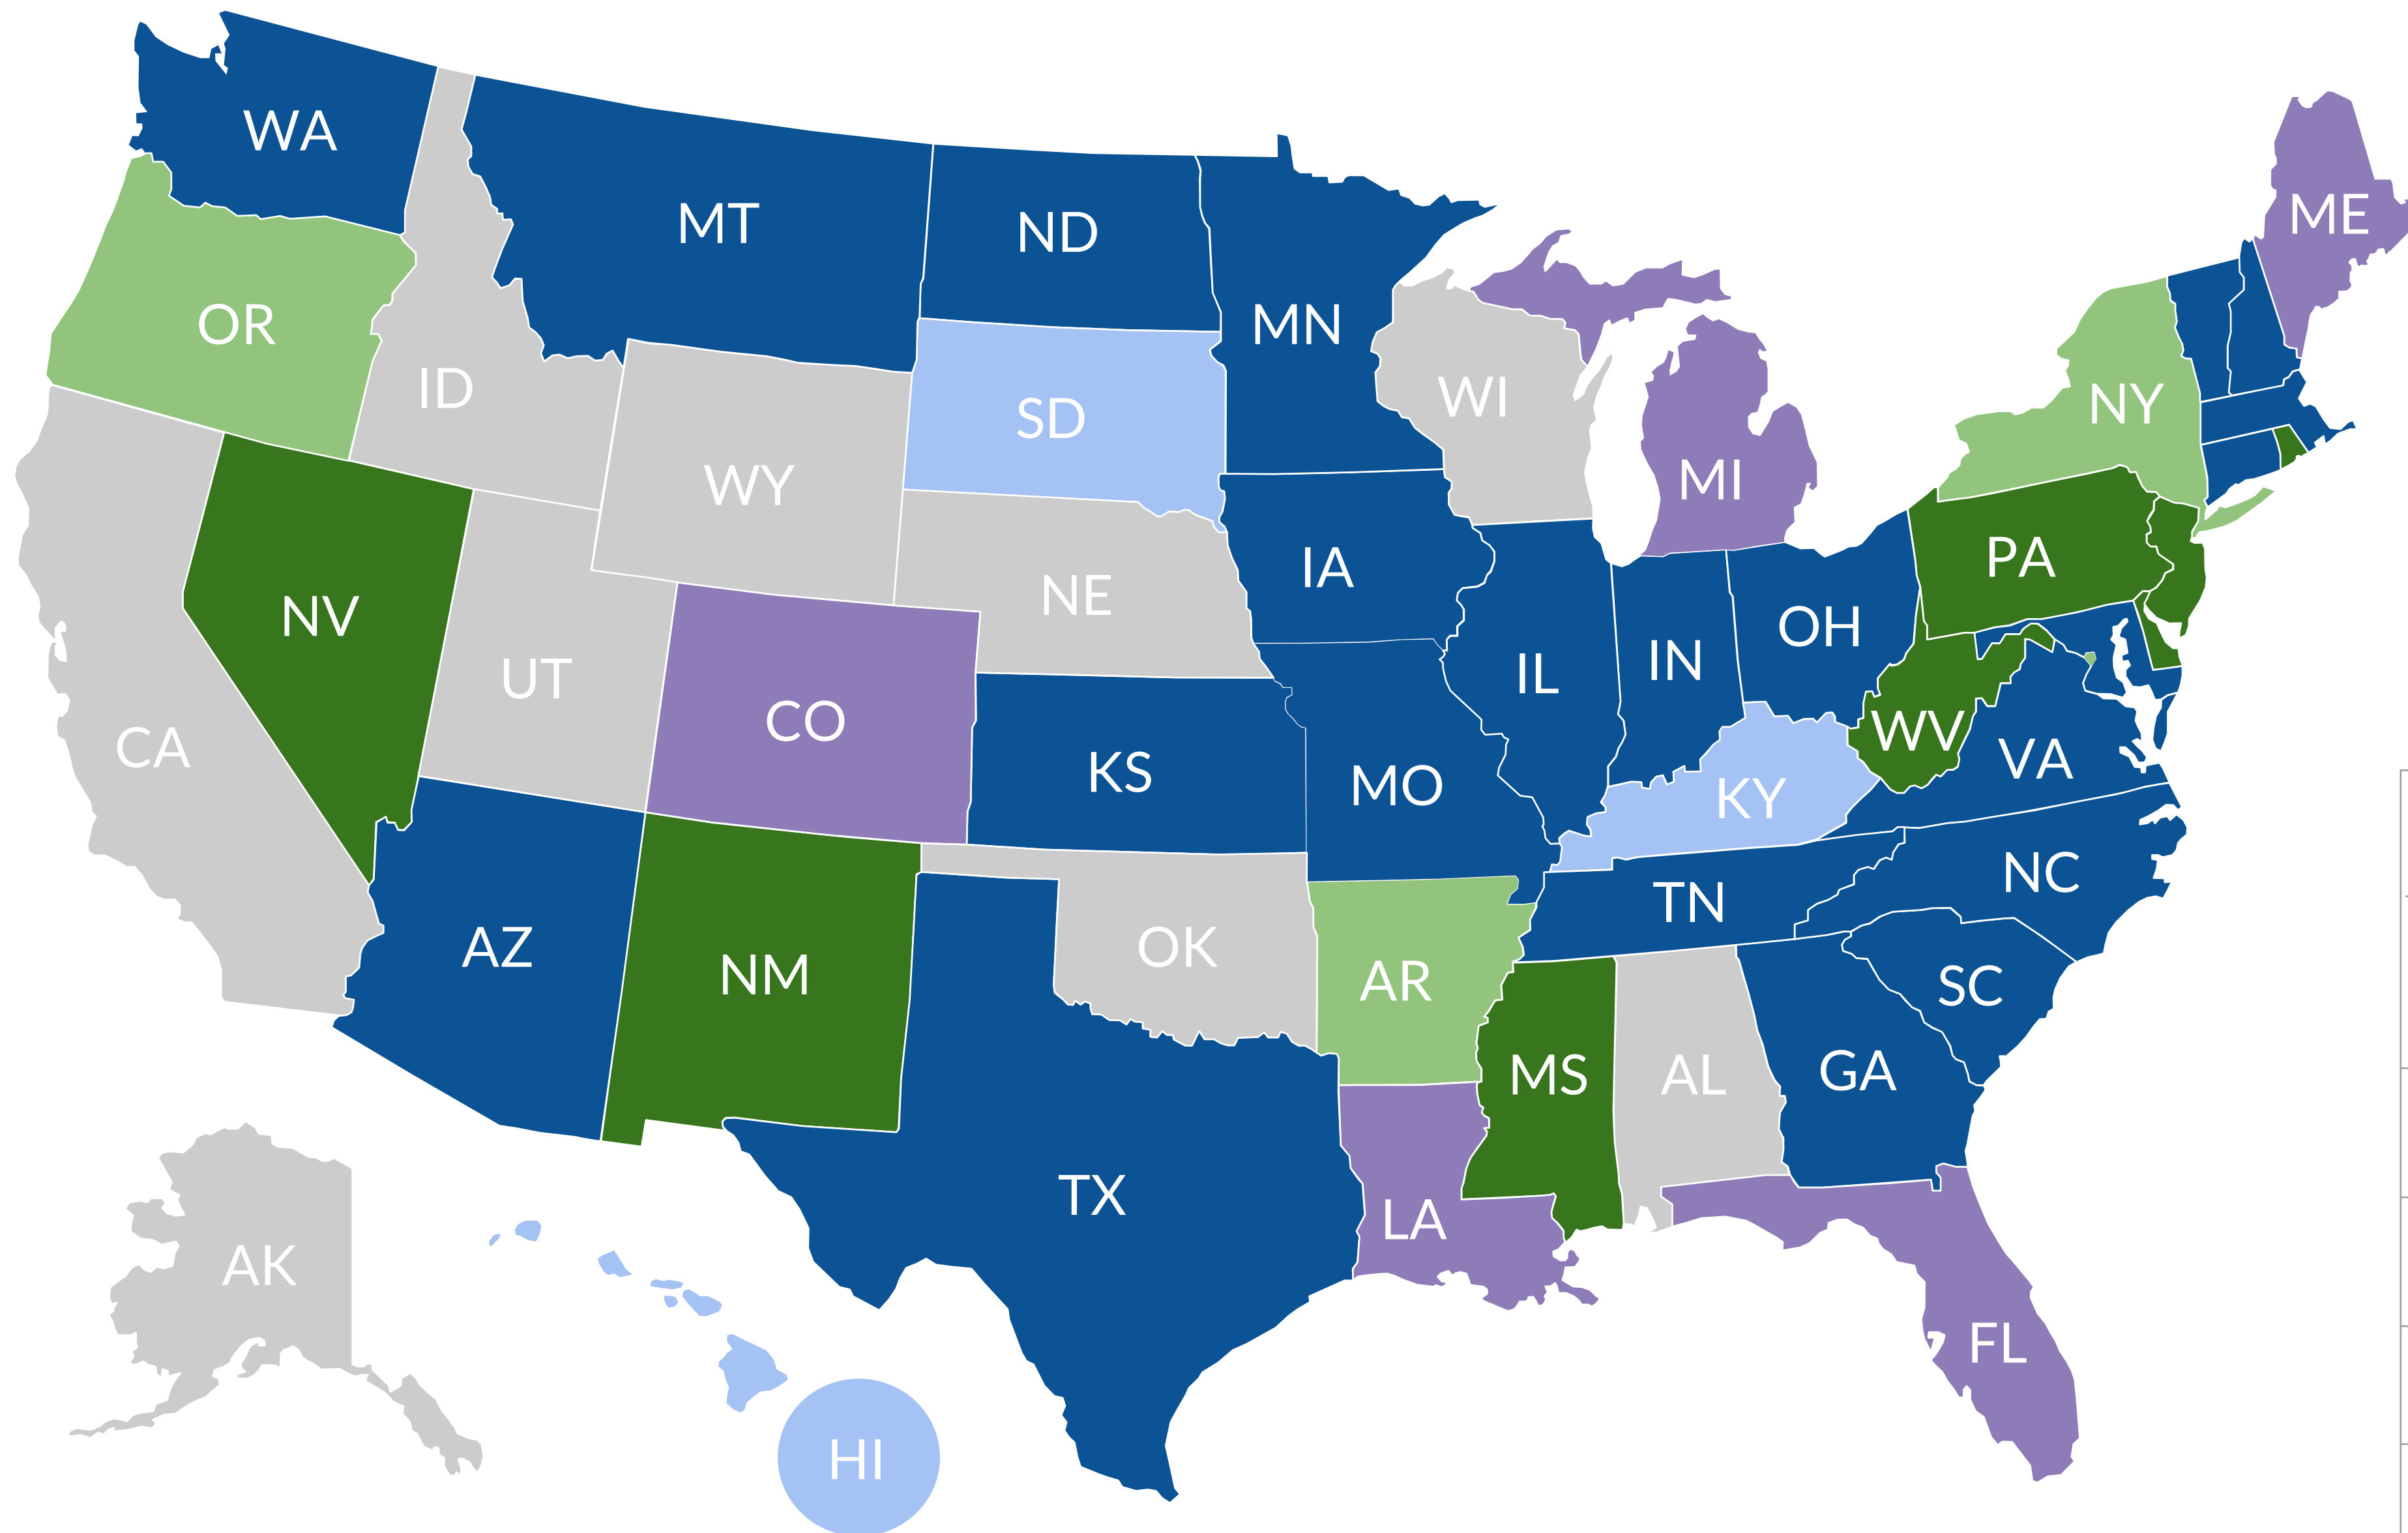 WA
MT
ND
MN
ME
OR
ID
SD
WI
NY
WY
MI
NV
NE
IA
PA
UT
CO
IL
IN
OH
CA
KS
MO
KY
WV
VA
AZ
NM
OK
AR
TN
NC
SC
MS
AL
GA
TX
LA
AK
FL
HI